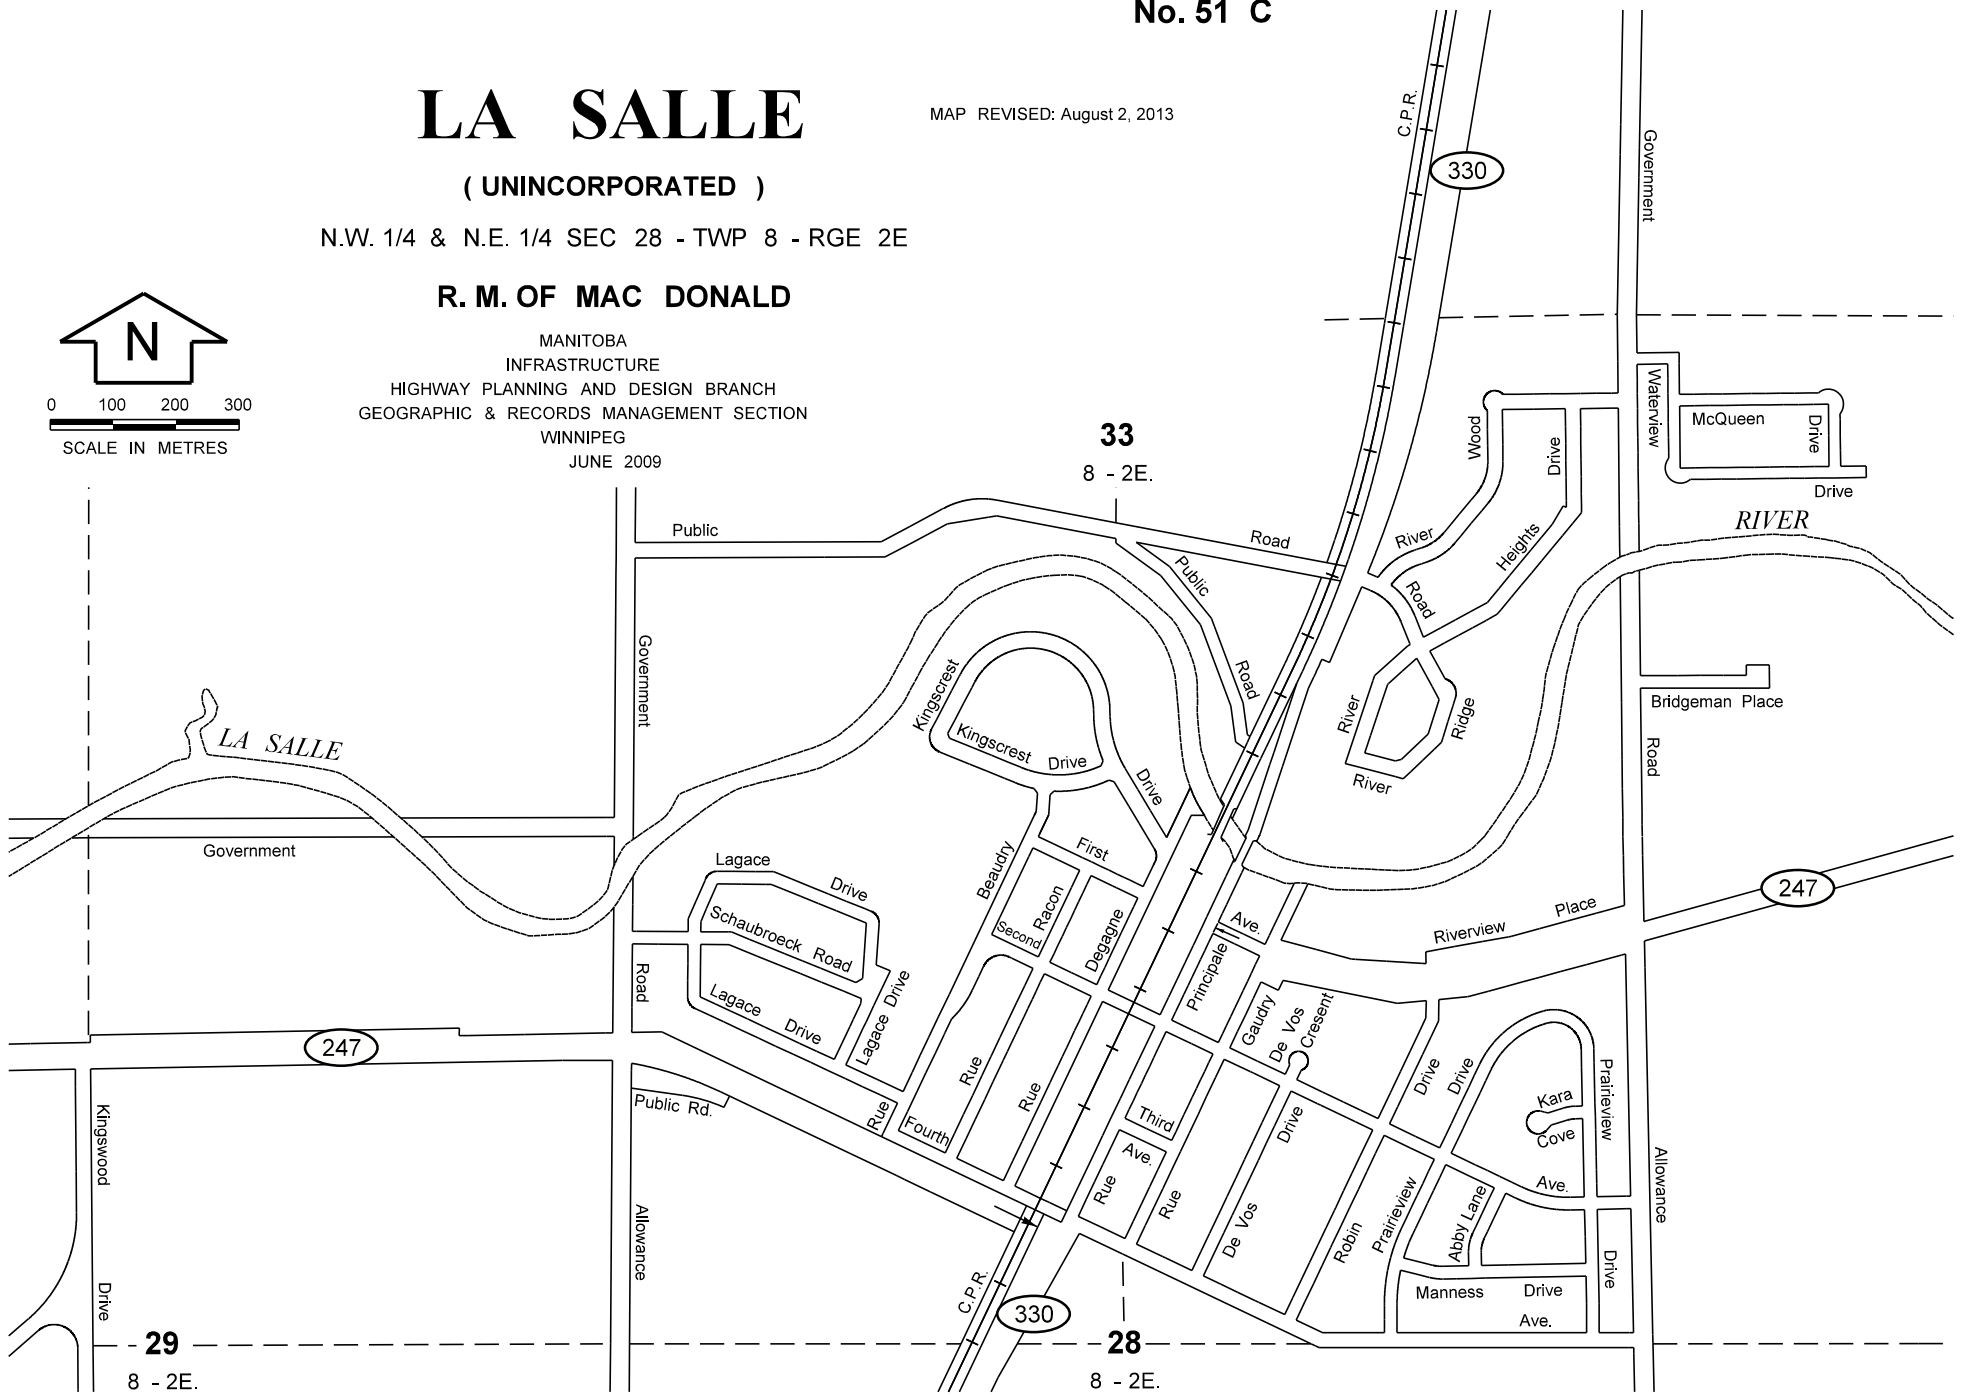 No. 51 C
LA SALLE
MAP REVISED: August 2, 2013
( UNINCORPORATED )
N.W. 1/4 & N.E. 1/4 SEC 28 - TWP 8 - RGE 2E
R. M. OF MAC DONALD
MANITOBA
INFRASTRUCTURE
HIGHWAY PLANNING AND DESIGN BRANCH
GEOGRAPHIC & RECORDS MANAGEMENT SECTION
WINNIPEG
JUNE 2009
N
0 100 200 300
SCALE IN METRES
C.P.R.
330
Government
33
8 - 2E.
Waterview
McQueen
Drive
Drive
Wood
Drive
River
Heights
Road
RIVER
Public
Road
Public
Road
Government
Kingscrest
Kingscrest
Drive
Drive
River
Ridge
River
Bridgeman Place
Road
LA SALLE
Government
Lagace
Drive
Schaubroeck Road
Lagace
Drive
Lagace Drive
Road
Beaudry
First
Racon
Second
Degagne
Ave.
Principale
Riverview
Place
247
Gaudry
De Vos
Cresent
247
Public Rd.
Rue
Fourth
Rue
Rue
Third
Ave.
Rue
Rue
Drive
De Vos
Drive
Drive
Prairieview
Kara
Cove
Ave.
Robin
Prairieview
Abby Lane
Drive
Manness
Drive
Ave.
Allowance
Kingswood
Drive
Allowance
C.P.R.
330
29
8 - 2E.
28
8 - 2E.